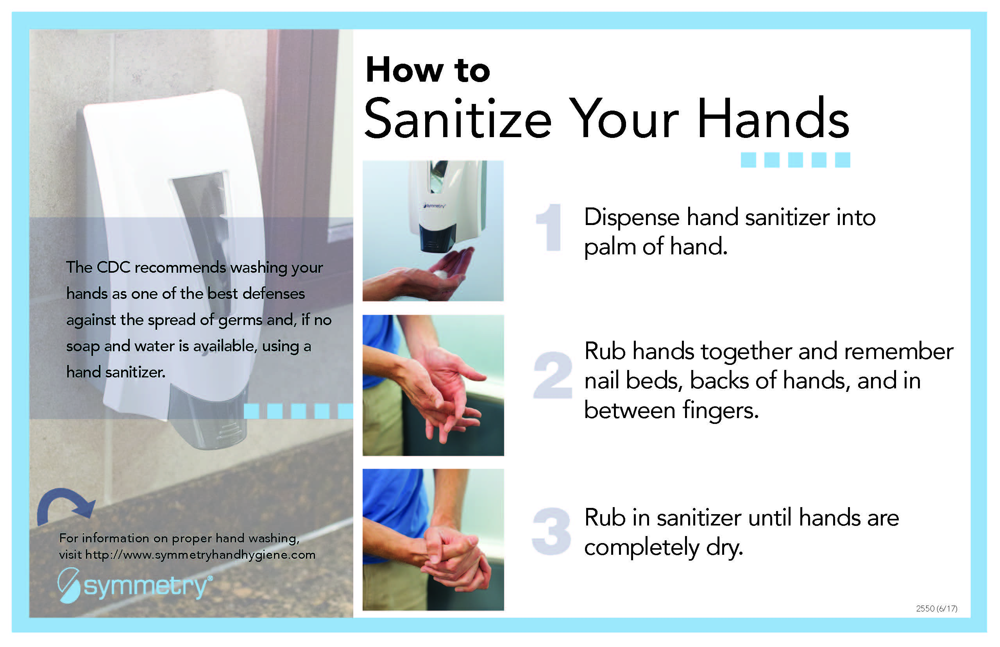 How to
Sanitize Your Hands
The CDC recommends washing your
hands as one of the best defenses
against the spread of germs and, if no
soap and water is available, using a
hand sanitizer.
For information on proper hand washing,
visit http://www.symmetryhandhygiene.com
symmetry®
symmetry
1
Dispense hand sanitizer into
palm of hand.
2
Rub hands together and remember
nail beds, backs of hands, and in
between fingers.
3
Rub in sanitizer until hands are
completely dry.
2550 (6/17)